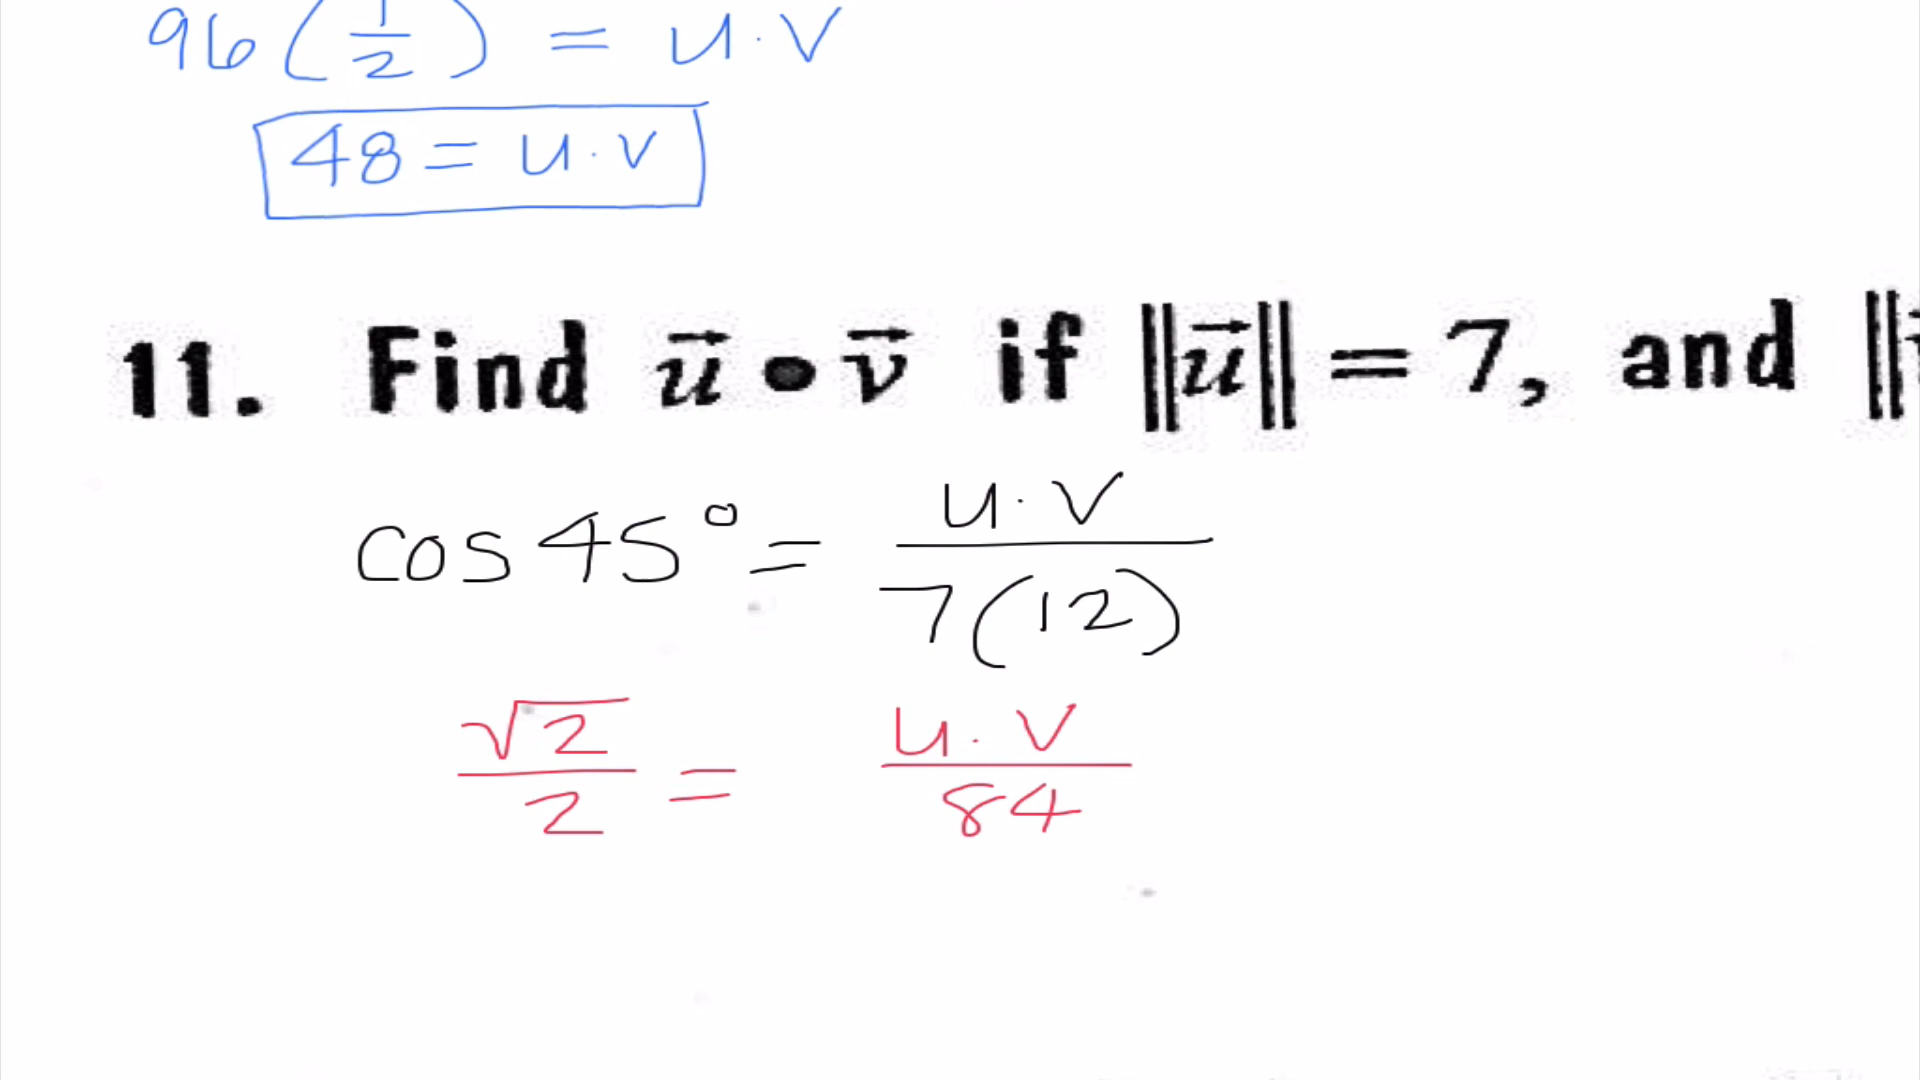 96(1/2) = u·v
48 = u·v
11. Find u⃗ • v⃗ if ‖u⃗‖ = 7, and ‖
cos 45° = u·v / 7(12)
√2/2 = u·v/84